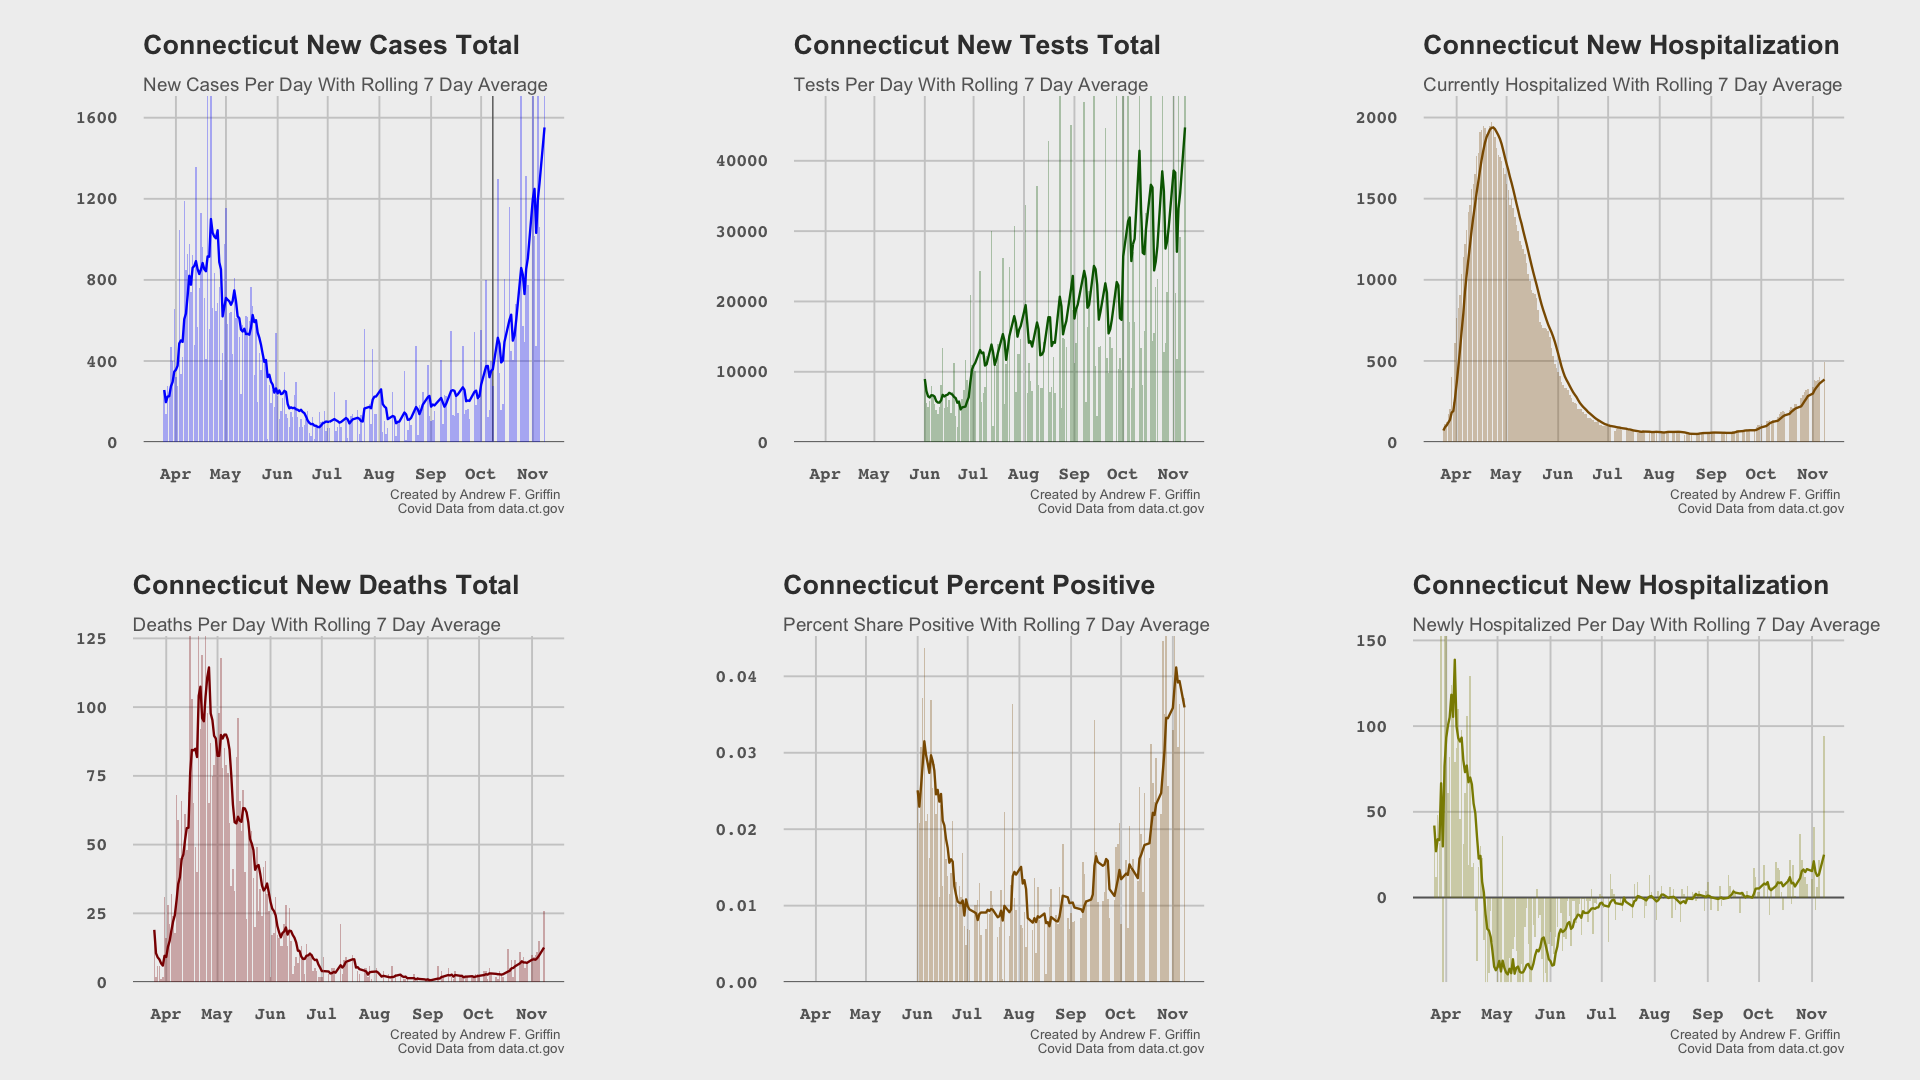 Connecticut New Cases Total
New Cases Per Day With Rolling 7 Day Average
1600
1200
800
400
0
Apr May Jun Jul Aug Sep Oct Nov
Created by Andrew F. Griffin
Covid Data from data.ct.gov
Connecticut New Tests Total
Tests Per Day With Rolling 7 Day Average
40000
30000
20000
10000
0
Apr May Jun Jul Aug Sep Oct Nov
Created by Andrew F. Griffin
Covid Data from data.ct.gov
Connecticut New Hospitalization
Currently Hospitalized With Rolling 7 Day Average
2000
1500
1000
500
0
Apr May Jun Jul Aug Sep Oct Nov
Created by Andrew F. Griffin
Covid Data from data.ct.gov
Connecticut New Deaths Total
Deaths Per Day With Rolling 7 Day Average
125
100
75
50
25
0
Apr May Jun Jul Aug Sep Oct Nov
Created by Andrew F. Griffin
Covid Data from data.ct.gov
Connecticut Percent Positive
Percent Share Positive With Rolling 7 Day Average
0.04
0.03
0.02
0.01
0.00
Apr May Jun Jul Aug Sep Oct Nov
Created by Andrew F. Griffin
Covid Data from data.ct.gov
Connecticut New Hospitalization
Newly Hospitalized Per Day With Rolling 7 Day Average
150
100
50
0
Apr May Jun Jul Aug Sep Oct Nov
Created by Andrew F. Griffin
Covid Data from data.ct.gov